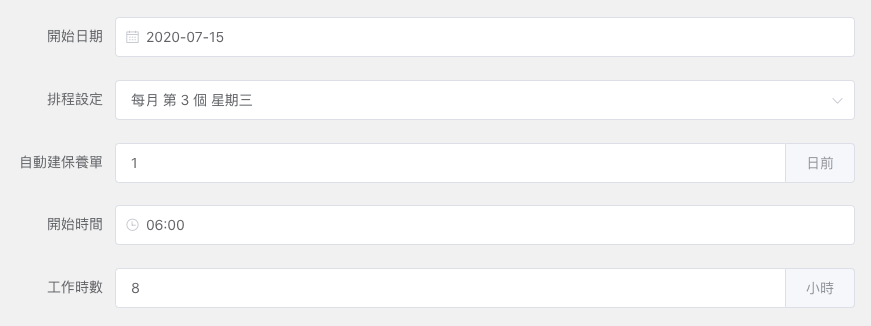 開始日期 2020-07-15
排程設定 每月 第 3 個 星期三
自動建保養單 1 日前
開始時間 06:00
工作時數 8 小時